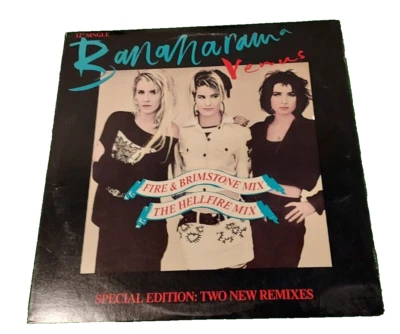 12" SINGLE
Bananarama
Venus
FIRE & BRIMSTONE MIX
THE HELLFIRE MIX
SPECIAL EDITION: TWO NEW REMIXES